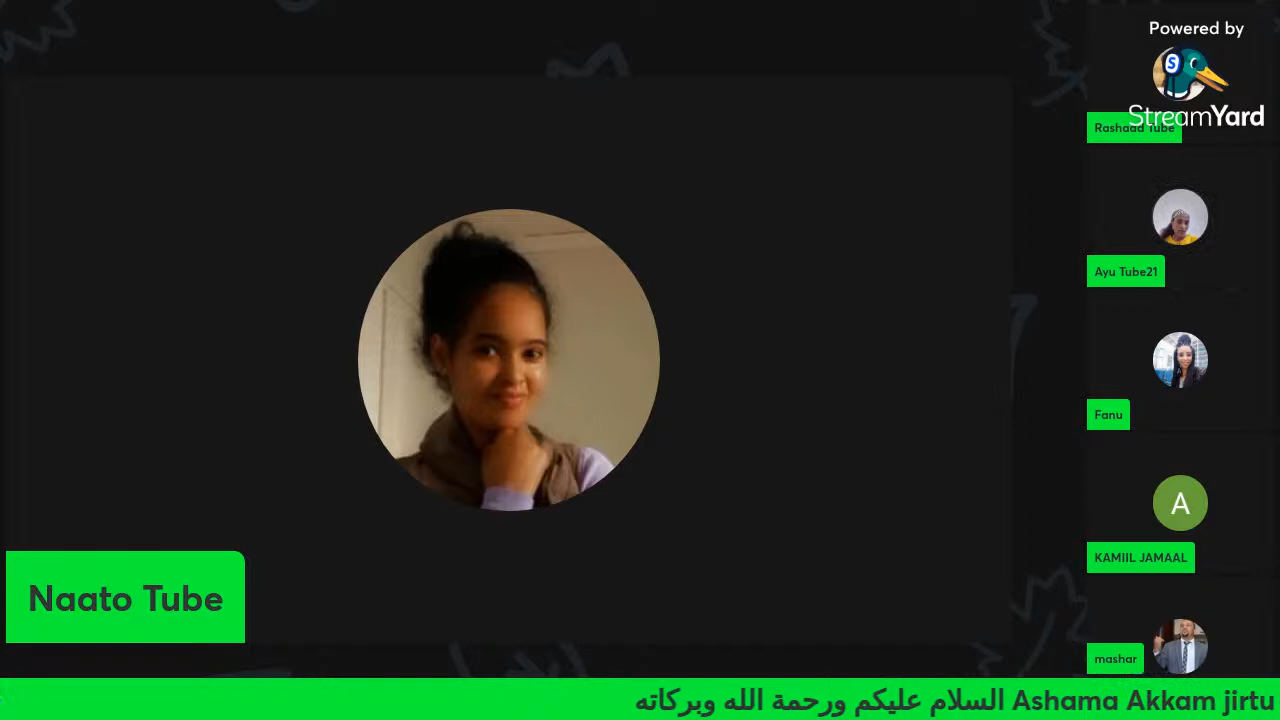 Powered by
StreamYard
Rashaad Tube
Ayu Tube21
Fanu
A
KAMIIL JAMAAL
mashar
Naato Tube
Ashama Akkam jirtu السلام عليكم ورحمة الله وبركاته